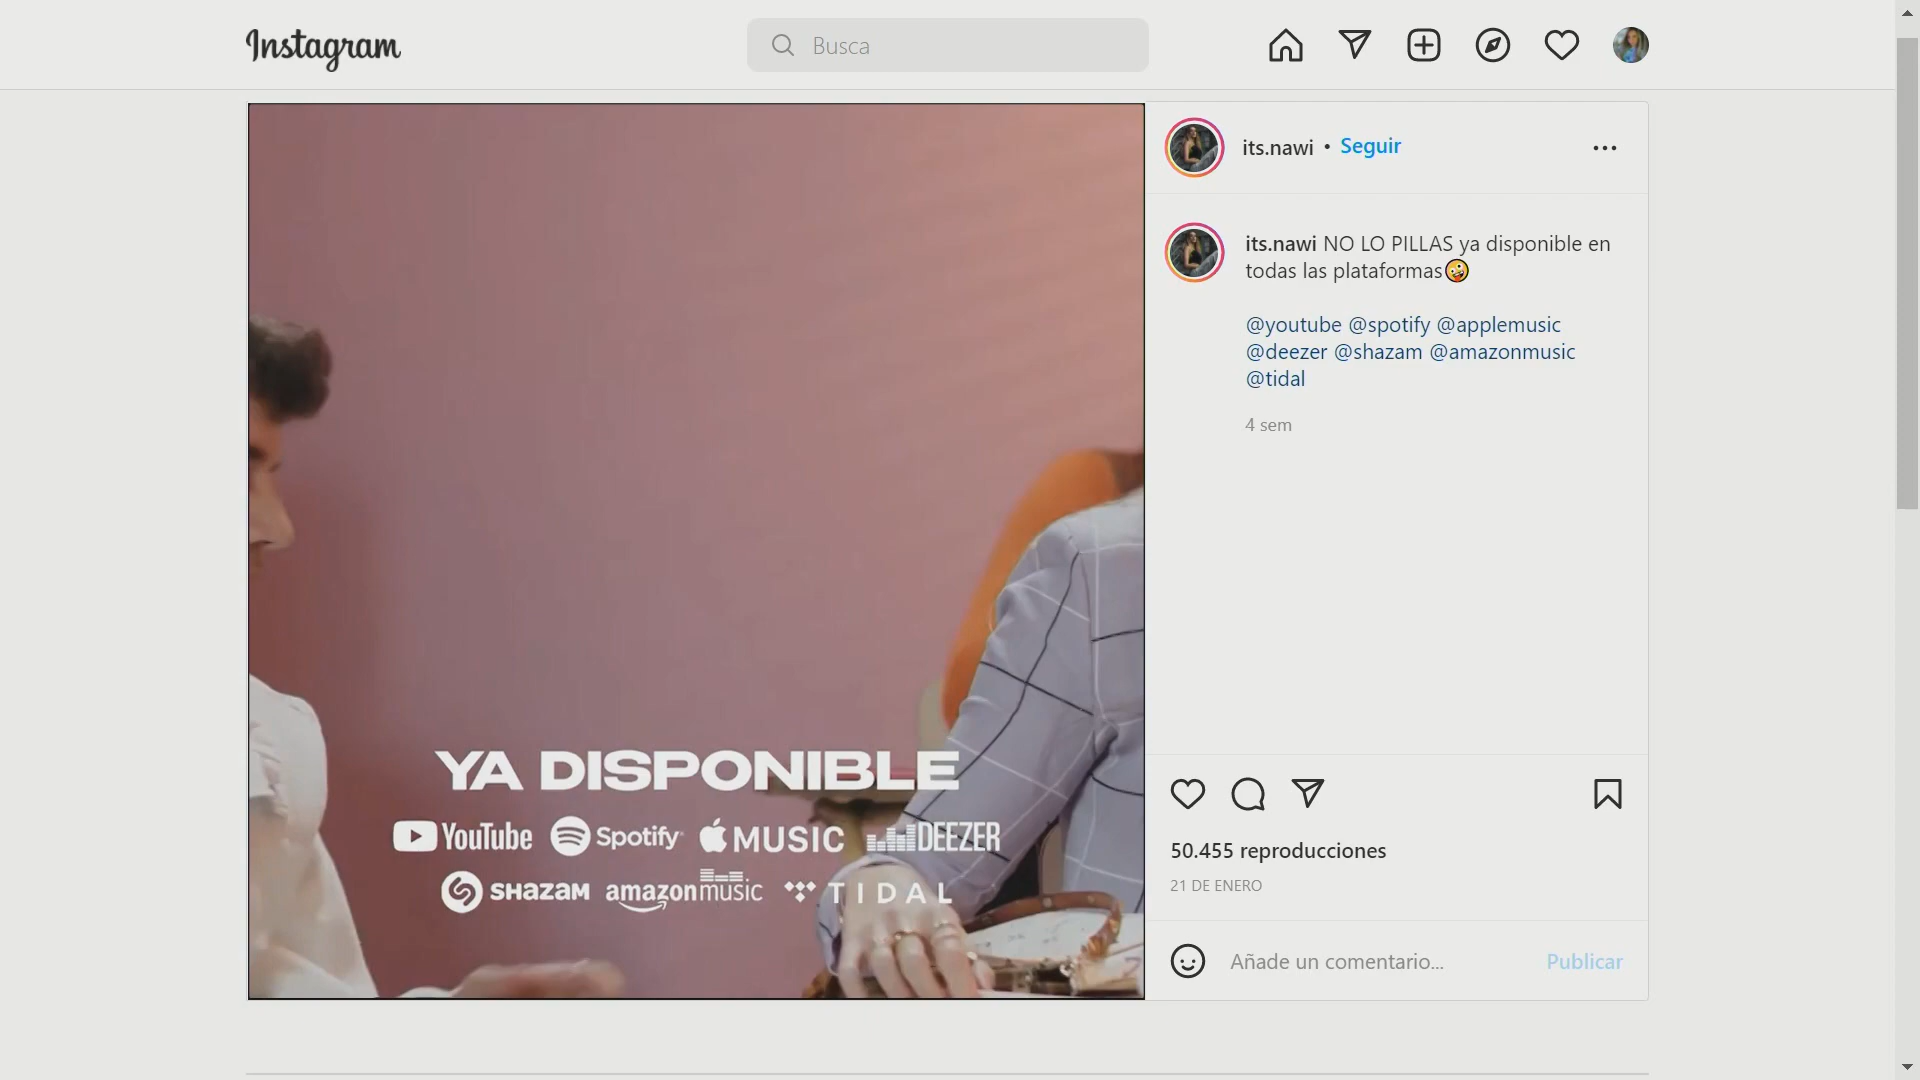 Instagram
Busca
its.nawi • Seguir
its.nawi NO LO PILLAS ya disponible en
todas las plataformas🤪
@youtube @spotify @applemusic
@deezer @shazam @amazonmusic
@tidal
4 sem
YA DISPONIBLE
YouTube Spotify MUSIC DEEZER
SHAZAM amazon music TIDAL
50.455 reproducciones
21 DE ENERO
Añade un comentario...
Publicar